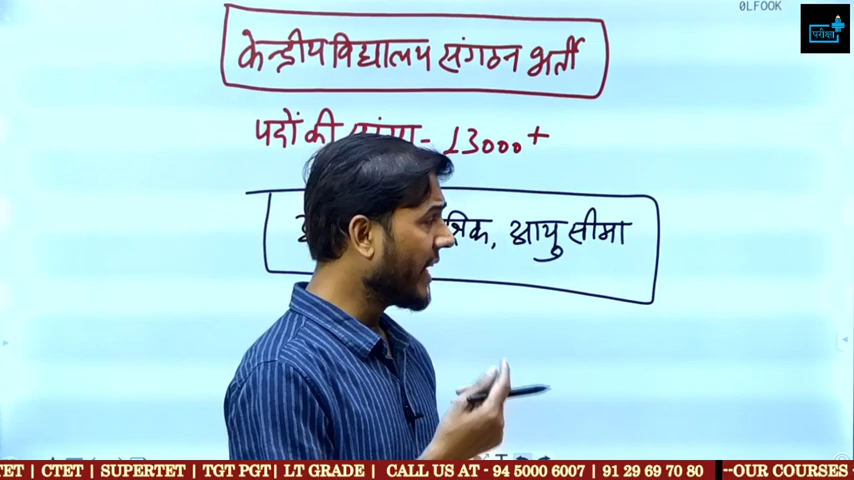 0LFOOK
परीक्षा
केन्द्रीय विद्यालय संगठन भर्ती
पदों की - 13000+
आयु सीमा
TET | CTET | SUPERTET | TGT PGT| LT GRADE | CALL US AT - 94 5000 6007 | 91 29 69 70 80 --OUR COURSES